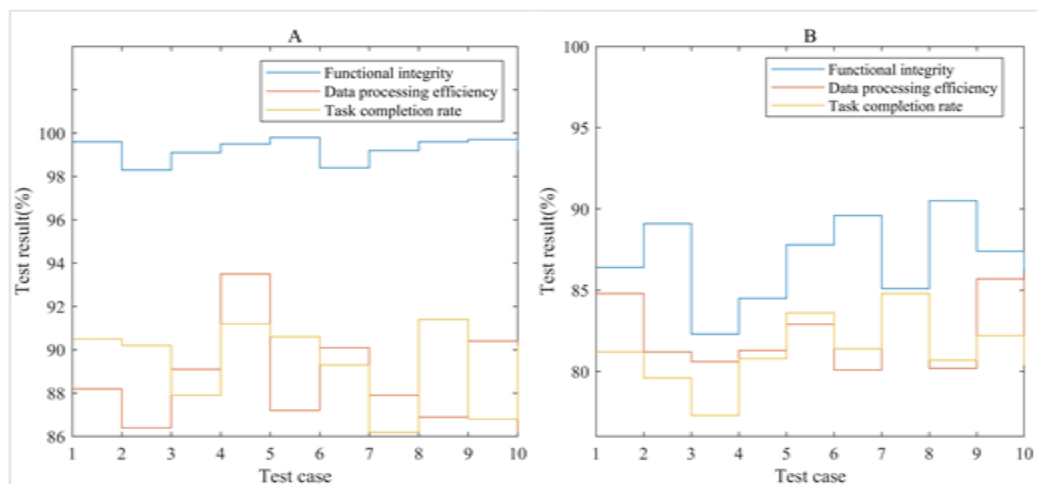 A
Functional integrity
Data processing efficiency
Task completion rate
100
98
96
94
92
90
88
86
Test result(%)
1 2 3 4 5 6 7 8 9 10
Test case
B
Functional integrity
Data processing efficiency
Task completion rate
100
95
90
85
80
Test result(%)
1 2 3 4 5 6 7 8 9 10
Test case